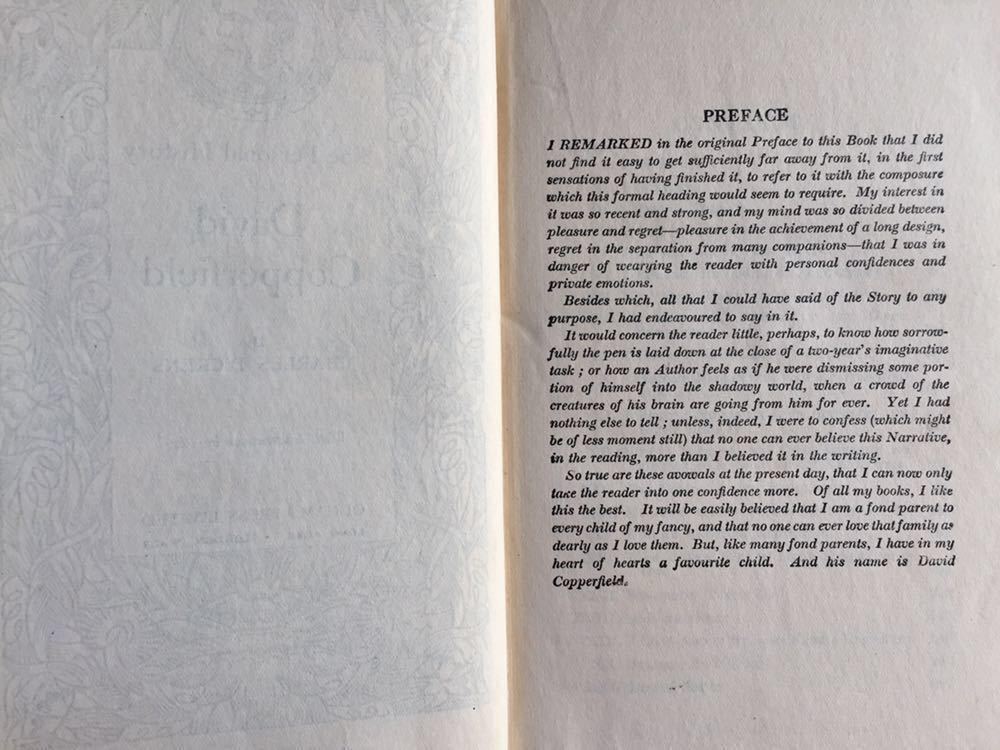 PREFACE
I REMARKED in the original Preface to this Book that I did
not find it easy to get sufficiently far away from it, in the first
sensations of having finished it, to refer to it with the composure
which this formal heading would seem to require. My interest in
it was so recent and strong, and my mind was so divided between
pleasure and regret—pleasure in the achievement of a long design,
regret in the separation from many companions—that I was in
danger of wearying the reader with personal confidences and
private emotions.
Besides which, all that I could have said of the Story to any
purpose, I had endeavoured to say in it.
It would concern the reader little, perhaps, to know how sorrow-
fully the pen is laid down at the close of a two-year's imaginative
task ; or how an Author feels as if he were dismissing some por-
tion of himself into the shadowy world, when a crowd of the
creatures of his brain are going from him for ever. Yet I had
nothing else to tell ; unless, indeed, I were to confess (which might
be of less moment still) that no one can ever believe this Narrative,
in the reading, more than I believed it in the writing.
So true are these avowals at the present day, that I can now only
take the reader into one confidence more. Of all my books, I like
this the best. It will be easily believed that I am a fond parent to
every child of my fancy, and that no one can ever love that family as
dearly as I love them. But, like many fond parents, I have in my
heart of hearts a favourite child. And his name is David
Copperfield.